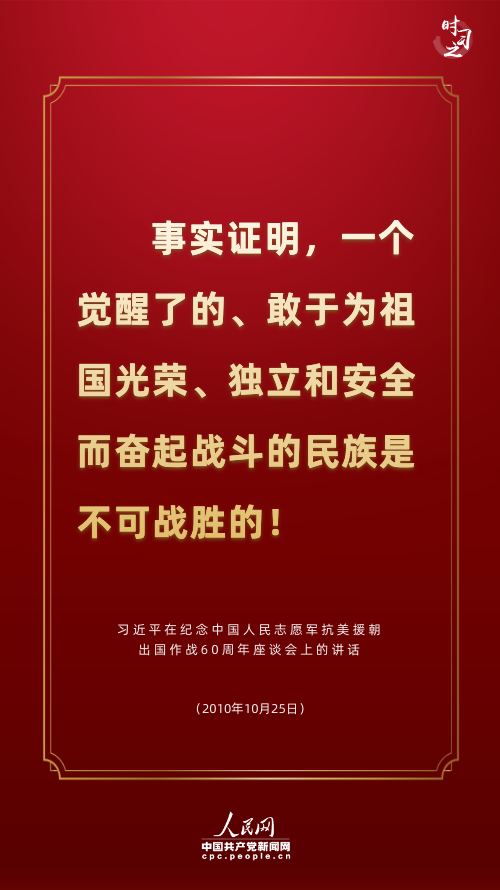 时习之
事实证明，一个
觉醒了的、敢于为祖
国光荣、独立和安全
而奋起战斗的民族是
不可战胜的！
习近平在纪念中国人民志愿军抗美援朝
出国作战60周年座谈会上的讲话
（2010年10月25日）
人民网
中国共产党新闻网
cpc.people.cn